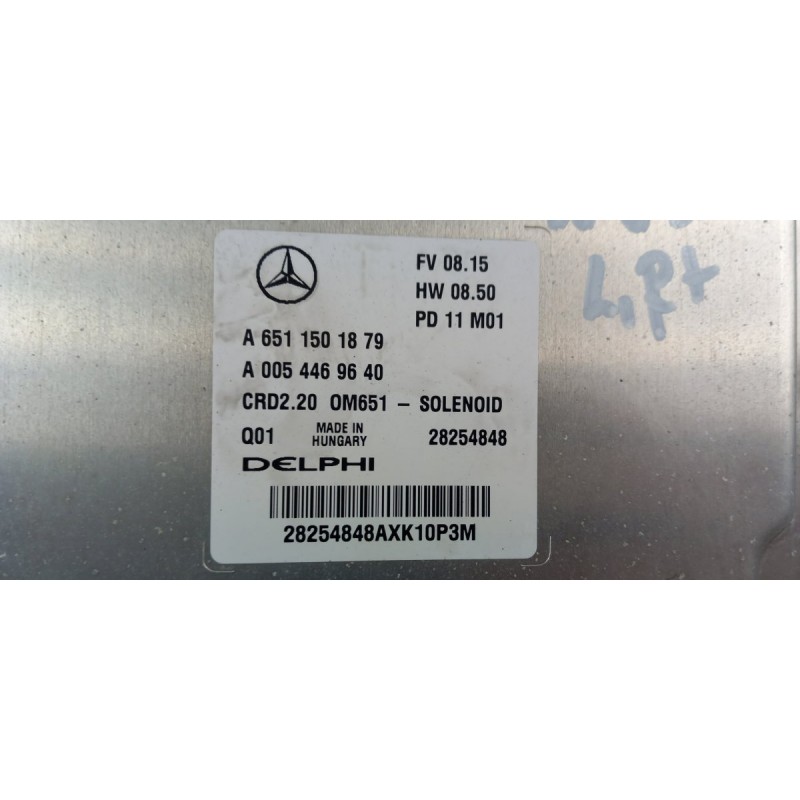 FV 08.15
HW 08.50
PD 11 M01
A 651 150 18 79
A 005 446 96 40
CRD2.20 OM651 – SOLENOID
Q01 MADE IN HUNGARY 28254848
DELPHI
28254848AXK10P3M